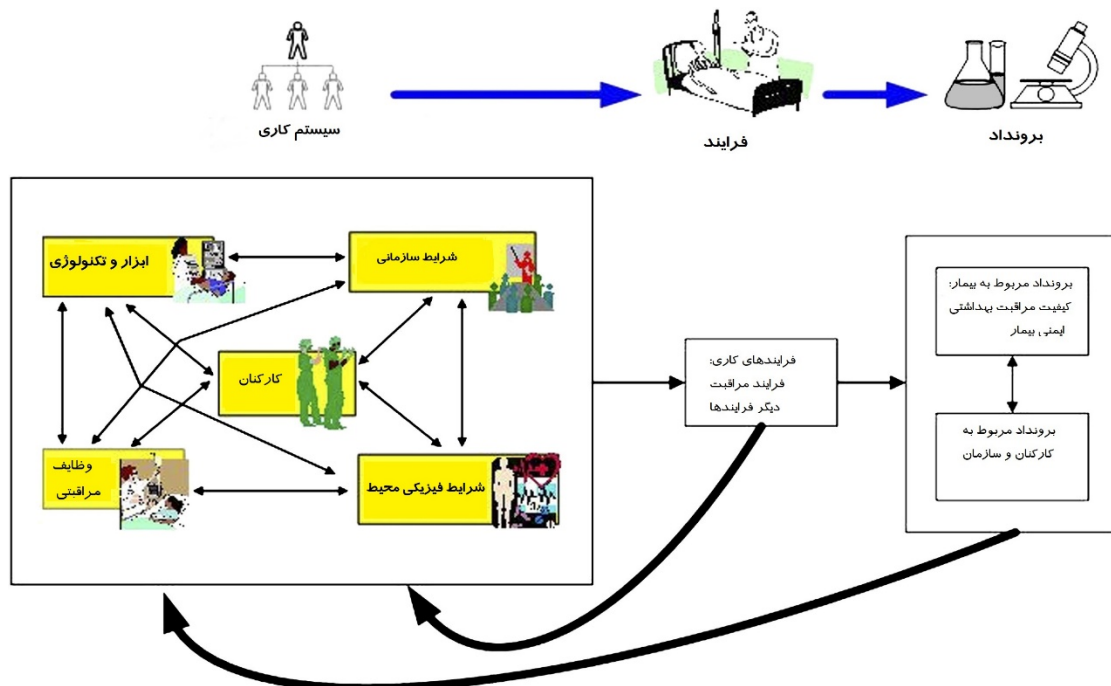 سیستم کاری
فرایند
برونداد
ابزار و تکنولوژی
شرایط سازمانی
کارکنان
وظایف
مراقبتی
شرایط فیزیکی محیط
فرایندهای کاری:
فرایند مراقبت
دیگر فرایندها
برونداد مربوط به بیمار:
کیفیت مراقبت بهداشتی
ایمنی بیمار
برونداد مربوط به
کارکنان و سازمان